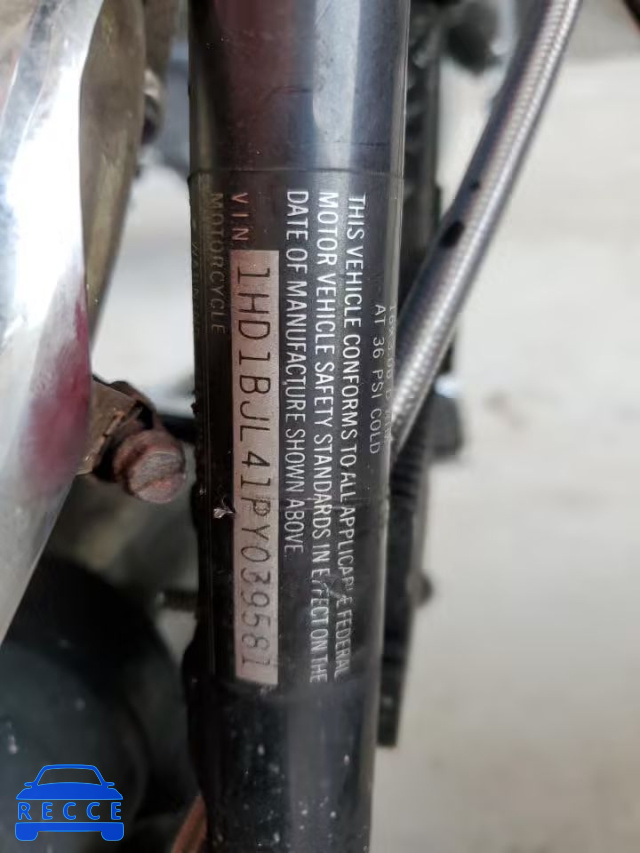 AT 36 PSI COLD
THIS VEHICLE CONFORMS TO ALL APPLICABLE FEDERAL
MOTOR VEHICLE SAFETY STANDARDS IN EFFECT ON THE
DATE OF MANUFACTURE SHOWN ABOVE
VIN 1HD1BJL41PY039581
MOTORCYCLE
RECCE